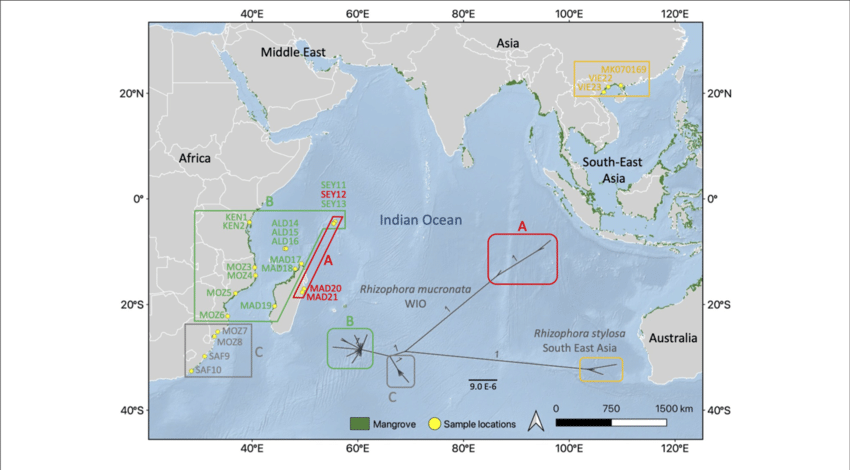 40°E 60°E 80°E 100°E 120°E
Middle East
Asia
MK070169
VIE22
VIE23
20°N 20°N
Africa
South-East
Asia
0° 0°
SEY11
SEY12
SEY13
B
KEN1
KEN2
ALD14
ALD15
ALD16
Indian Ocean
A
MAD17
MAD18
A
MOZ3
MOZ4
1
1
MOZ5
MAD20
MAD21
Rhizophora mucronata
WIO
MAD19
20°S 20°S
MOZ6
MOZ7
MOZ8
C
B
Rhizophora stylosa
South East Asia
Australia
SAF9
SAF10
1
1
1
C
9.0 E-6
0 750 1500 km
Mangrove
Sample locations
40°S 40°S
40°E 60°E 80°E 100°E 120°E